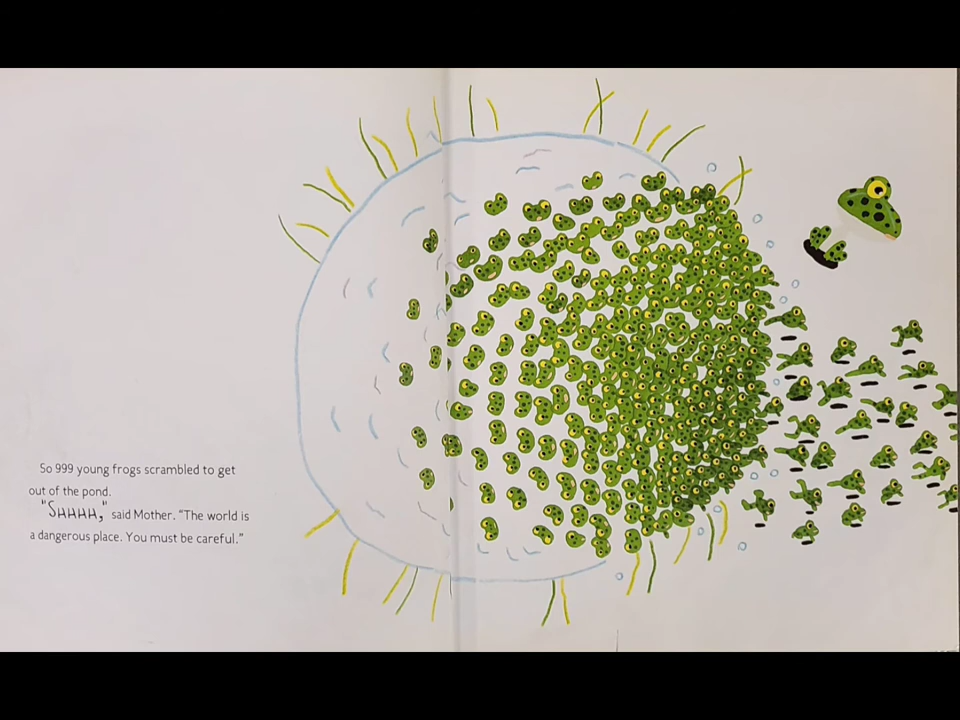 So 999 young frogs scrambled to get
out of the pond.
"SHHHH," said Mother. "The world is
a dangerous place. You must be careful."